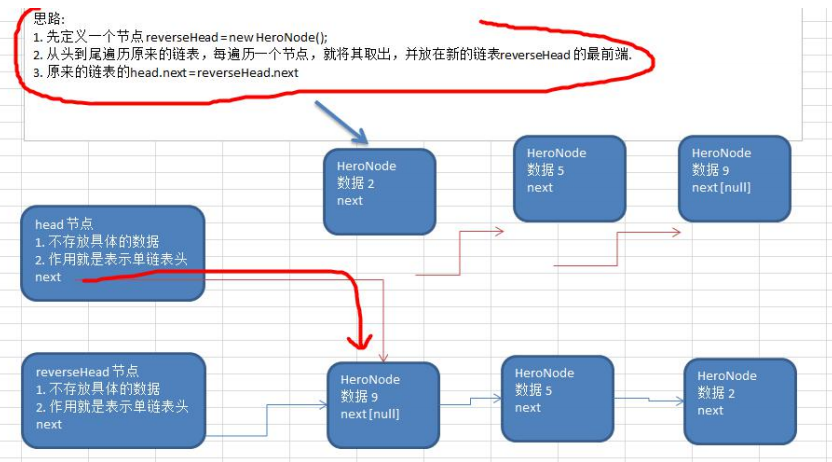 思路:
1. 先定义一个节点 reverseHead = new HeroNode();
2. 从头到尾遍历原来的链表，每遍历一个节点，就将其取出，并放在新的链表reverseHead 的最前端.
3. 原来的链表的head.next = reverseHead.next
HeroNode
数据 2
next
HeroNode
数据 5
next
HeroNode
数据 9
next [null]
head 节点
1. 不存放具体的数据
2. 作用就是表示单链表头
next
reverseHead 节点
1. 不存放具体的数据
2. 作用就是表示单链表头
next
HeroNode
数据 9
next [null]
HeroNode
数据 5
next
HeroNode
数据 2
next